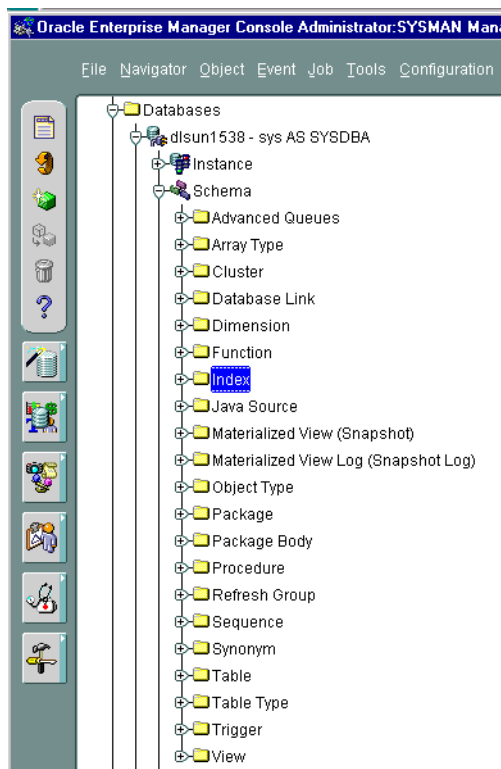 Oracle Enterprise Manager Console Administrator:SYSMAN Man
File Navigator Object Event Job Tools Configuration
Databases
dlsun1538 - sys AS SYSDBA
Instance
Schema
Advanced Queues
Array Type
Cluster
Database Link
Dimension
Function
Index
Java Source
Materialized View (Snapshot)
Materialized View Log (Snapshot Log)
Object Type
Package
Package Body
Procedure
Refresh Group
Sequence
Synonym
Table
Table Type
Trigger
View